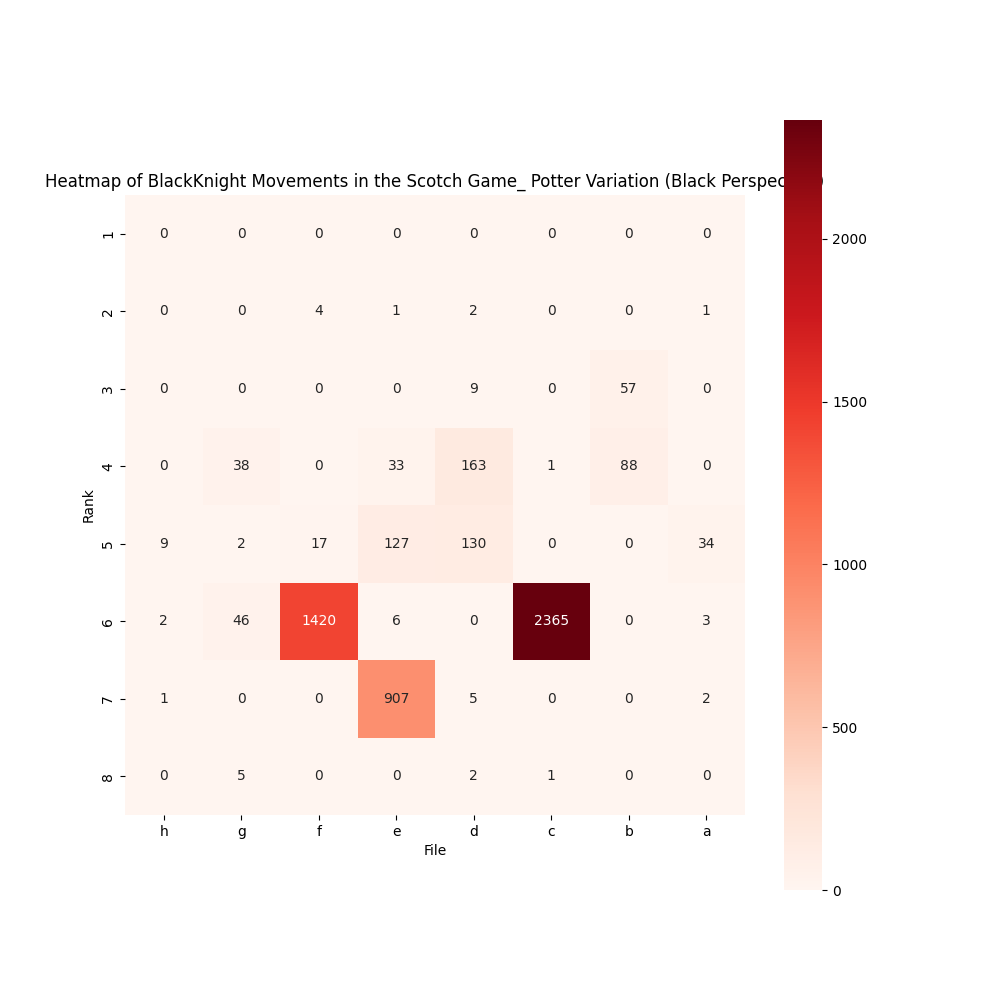 Heatmap of BlackKnight Movements in the Scotch Game_ Potter Variation (Black Perspec
2000
1500
1000
500
0
Rank
1 0 0 0 0 0 0 0 0
2 0 0 4 1 2 0 0 1
3 0 0 0 0 9 0 57 0
4 0 38 0 33 163 1 88 0
5 9 2 17 127 130 0 0 34
6 2 46 1420 6 0 2365 0 3
7 1 0 0 907 5 0 0 2
8 0 5 0 0 2 1 0 0
h g f e d c b a
File